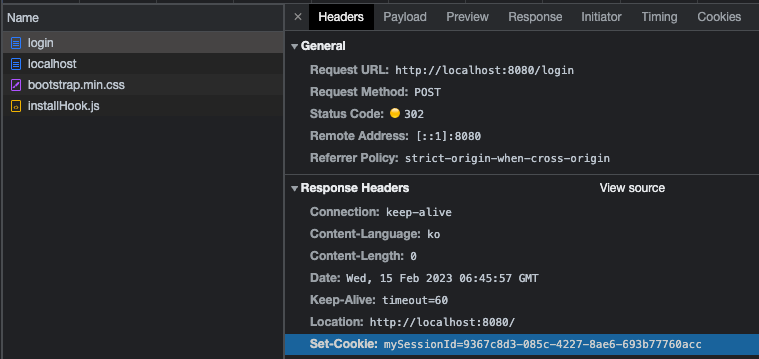 Name
login
localhost
bootstrap.min.css
installHook.js
× Headers Payload Preview Response Initiator Timing Cookies
General
Request URL: http://localhost:8080/login
Request Method: POST
Status Code: 302
Remote Address: [::1]:8080
Referrer Policy: strict-origin-when-cross-origin
Response Headers View source
Connection: keep-alive
Content-Language: ko
Content-Length: 0
Date: Wed, 15 Feb 2023 06:45:57 GMT
Keep-Alive: timeout=60
Location: http://localhost:8080/
Set-Cookie: mySessionId=9367c8d3-085c-4227-8ae6-693b77760acc